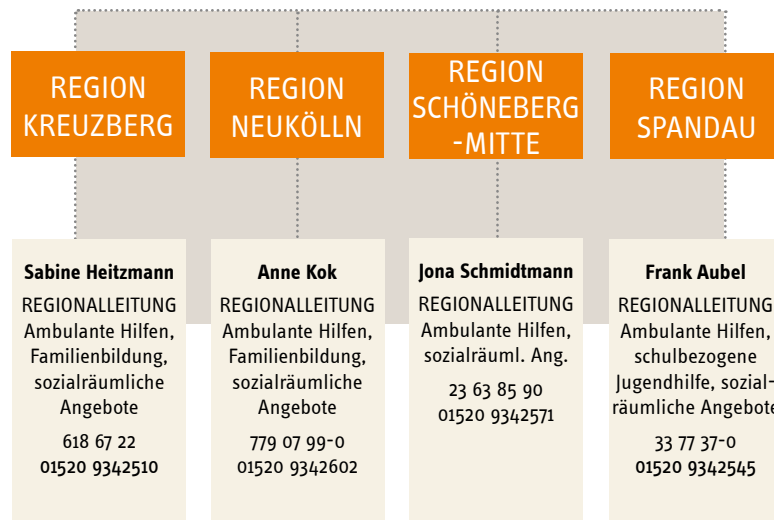 REGION
KREUZBERG
REGION
NEUKÖLLN
REGION
SCHÖNEBERG
-MITTE
REGION
SPANDAU
Sabine Heitzmann
REGIONALLEITUNG
Ambulante Hilfen,
Familienbildung,
sozialräumliche
Angebote
618 67 22
01520 9342510
Anne Kok
REGIONALLEITUNG
Ambulante Hilfen,
Familienbildung,
sozialräumliche
Angebote
779 07 99-0
01520 9342602
Jona Schmidtmann
REGIONALLEITUNG
Ambulante Hilfen,
sozialräuml. Ang.
23 63 85 90
01520 9342571
Frank Aubel
REGIONALLEITUNG
Ambulante Hilfen,
schulbezogene
Jugendhilfe, sozial-
räumliche Angebote
33 77 37-0
01520 9342545